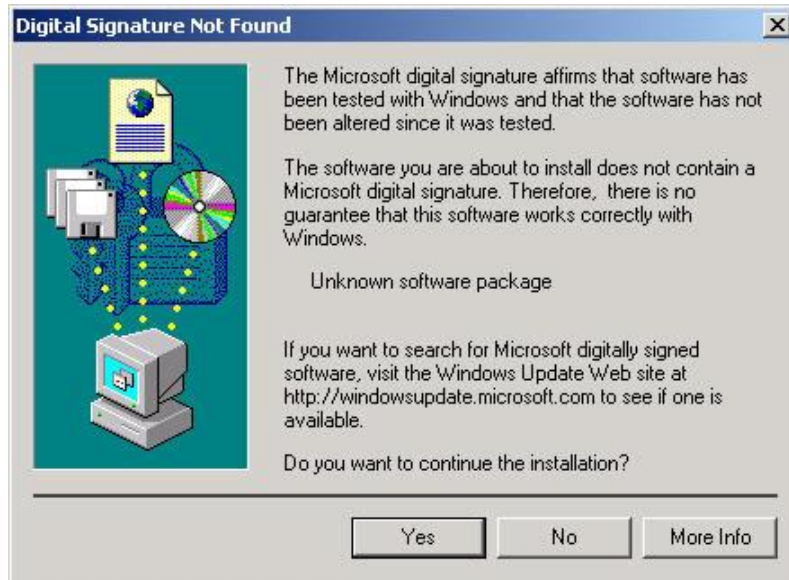 Digital Signature Not Found
The Microsoft digital signature affirms that software has
been tested with Windows and that the software has not
been altered since it was tested.
The software you are about to install does not contain a
Microsoft digital signature. Therefore,  there is no
guarantee that this software works correctly with
Windows.
Unknown software package
If you want to search for Microsoft digitally signed
software, visit the Windows Update Web site at
http://windowsupdate.microsoft.com to see if one is
available.
Do you want to continue the installation?
Yes
No
More Info